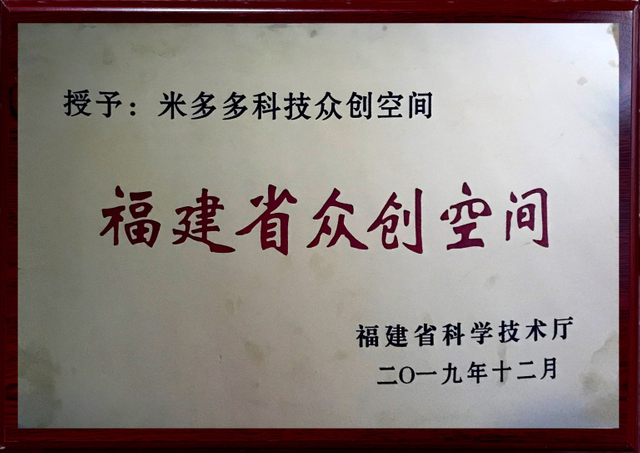 授予：米多多科技众创空间
福建省众创空间
福建省科学技术厅
二〇一九年十二月